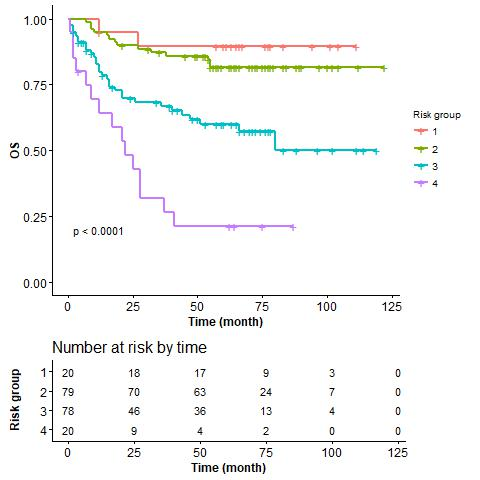 1.00
0.75
0.50
0.25
0.00
OS
p < 0.0001
0 25 50 75 100 125
Time (month)
Risk group
1
2
3
4
Number at risk by time
Risk group
1 20 18 17 9 3 0
2 79 70 63 24 7 0
3 78 46 36 13 4 0
4 20 9 4 2 0 0
0 25 50 75 100 125
Time (month)